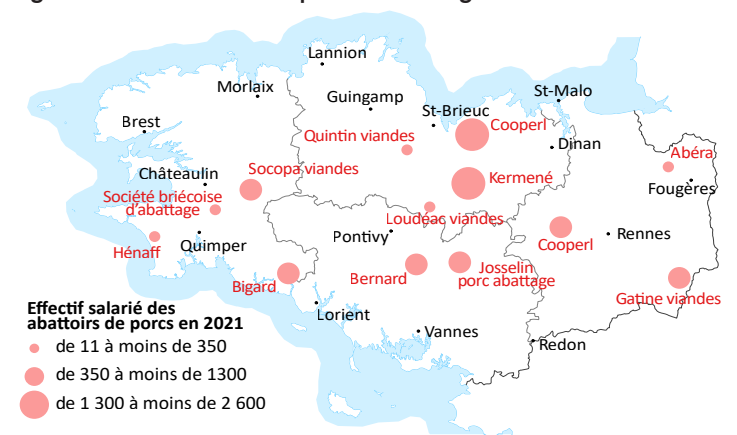 Lannion
Morlaix
St-Malo
Guingamp
St-Brieuc
Brest
Cooperl
Quintin viandes
Dinan
Abéra
Châteaulin
Socopa viandes
Kermené
Fougères
Société briécoise
d'abattage
Loudéac viandes
Pontivy
Rennes
Quimper
Cooperl
Hénaff
Bernard
Josselin
porc abattage
Bigard
Gatine viandes
Lorient
Vannes
Redon
Effectif salarié des
abattoirs de porcs en 2021
de 11 à moins de 350
de 350 à moins de 1300
de 1 300 à moins de 2 600